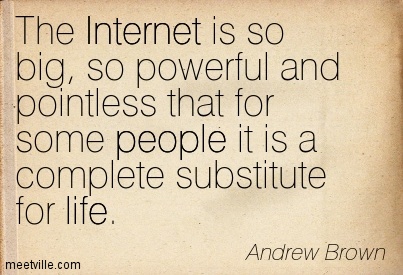 The Internet is so
big, so powerful and
pointless that for
some people it is a
complete substitute
for life.
Andrew Brown
meetville.com